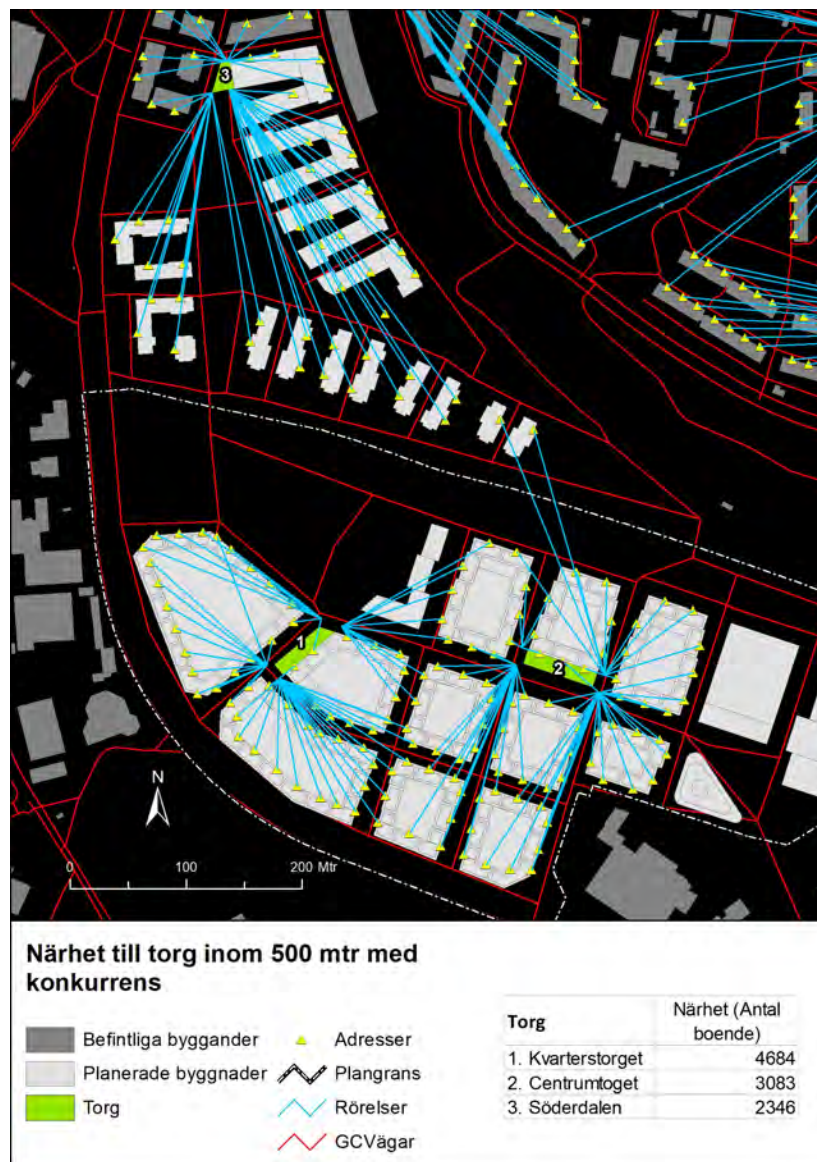 3
1
2
N
0 100 200 Mtr
Närhet till torg inom 500 mtr med
konkurrens
Befintliga byggander
Planerade byggnader
Torg
Adresser
Plangrans
Rörelser
GCVägar
Torg Närhet (Antal
boende)
1. Kvarterstorget 4684
2. Centrumtoget 3083
3. Söderdalen 2346